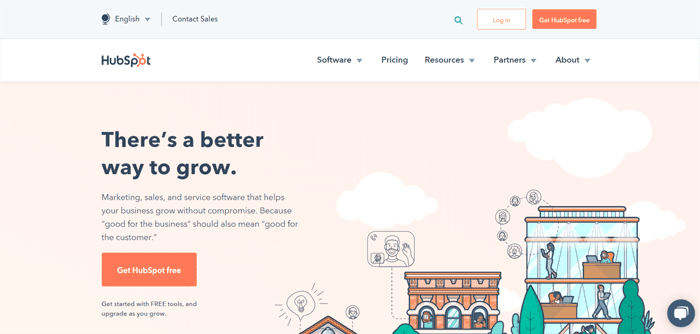 English
Contact Sales
Log in
Get HubSpot free
HubSpot
Software
Pricing
Resources
Partners
About
There's a better
way to grow.
Marketing, sales, and service software that helps
your business grow without compromise. Because
“good for the business” should also mean “good for
the customer.”
Get HubSpot free
Get started with FREE tools, and
upgrade as you grow.